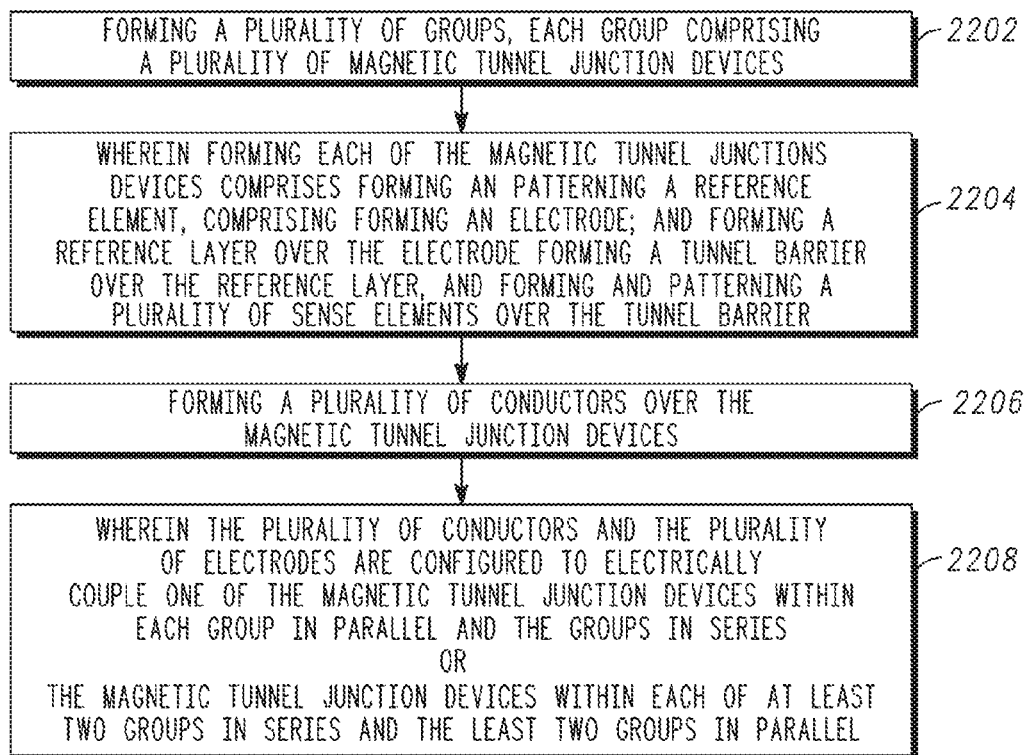 FORMING A PLURALITY OF GROUPS, EACH GROUP COMPRISING
A PLURALITY OF MAGNETIC TUNNEL JUNCTION DEVICES
2202
WHEREIN FORMING EACH OF THE MAGNETIC TUNNEL JUNCTIONS
DEVICES COMPRISES FORMING AN PATTERNING A REFERENCE
ELEMENT, COMPRISING FORMING AN ELECTRODE; AND FORMING A
REFERENCE LAYER OVER THE ELECTRODE FORMING A TUNNEL BARRIER
OVER THE REFERENCE LAYER, AND FORMING AND PATTERNING A
PLURALITY OF SENSE ELEMENTS OVER THE TUNNEL BARRIER
2204
FORMING A PLURALITY OF CONDUCTORS OVER THE
MAGNETIC TUNNEL JUNCTION DEVICES
2206
WHEREIN THE PLURALITY OF CONDUCTORS AND THE PLURALITY
OF ELECTRODES ARE CONFIGURED TO ELECTRICALLY
COUPLE ONE OF THE MAGNETIC TUNNEL JUNCTION DEVICES WITHIN
EACH GROUP IN PARALLEL AND THE GROUPS IN SERIES
OR
THE MAGNETIC TUNNEL JUNCTION DEVICES WITHIN EACH OF AT LEAST
TWO GROUPS IN SERIES AND THE LEAST TWO GROUPS IN PARALLEL
2208